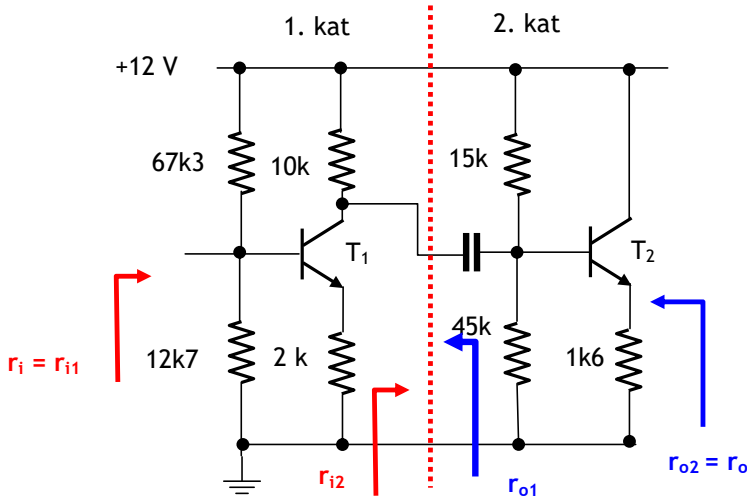 1. kat
2. kat
+12 V
67k3
10k
15k
T1
T2
45k
12k7
2 k
1k6
ri = ri1
ri2
ro1
ro2 = ro